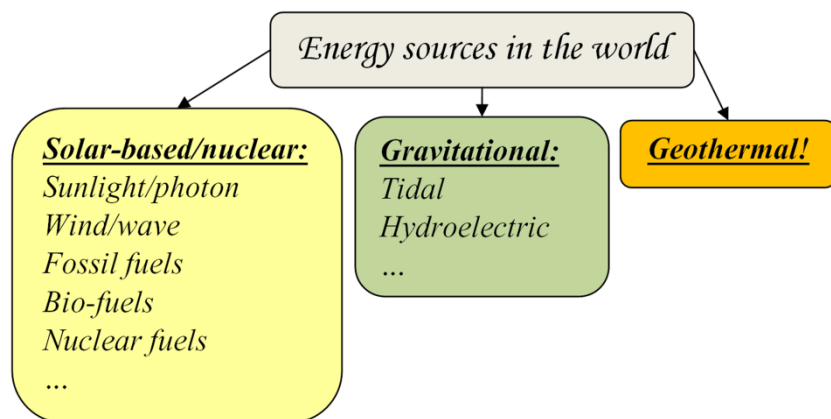 Energy sources in the world
Solar-based/nuclear:
Sunlight/photon
Wind/wave
Fossil fuels
Bio-fuels
Nuclear fuels
...
Gravitational:
Tidal
Hydroelectric
...
Geothermal!